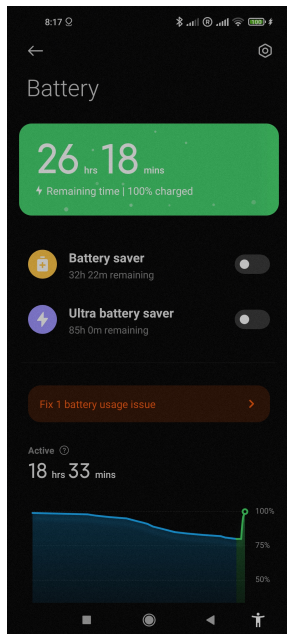 8:17
Battery
26 hrs 18 mins
Remaining time | 100% charged
Battery saver
32h 22m remaining
Ultra battery saver
85h 0m remaining
Fix 1 battery usage issue
Active
18 hrs 33 mins
100%
75%
50%